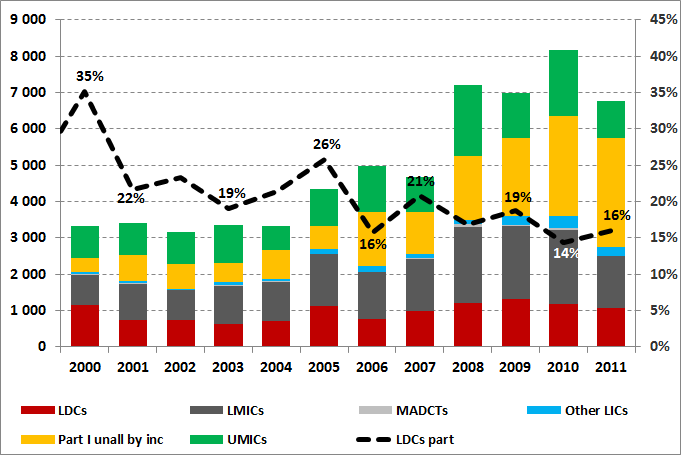 9 000 45%
8 000 40%
35%
7 000 35%
6 000 30%
26%
5 000 25%
22% 19% 21% 19%
4 000 20%
16% 16%
3 000 15%
14%
2 000 10%
1 000 5%
0 0%
2000 2001 2002 2003 2004 2005 2006 2007 2008 2009 2010 2011
LDCs LMICs MADCTs Other LICs
Part I unall by inc UMICs LDCs part